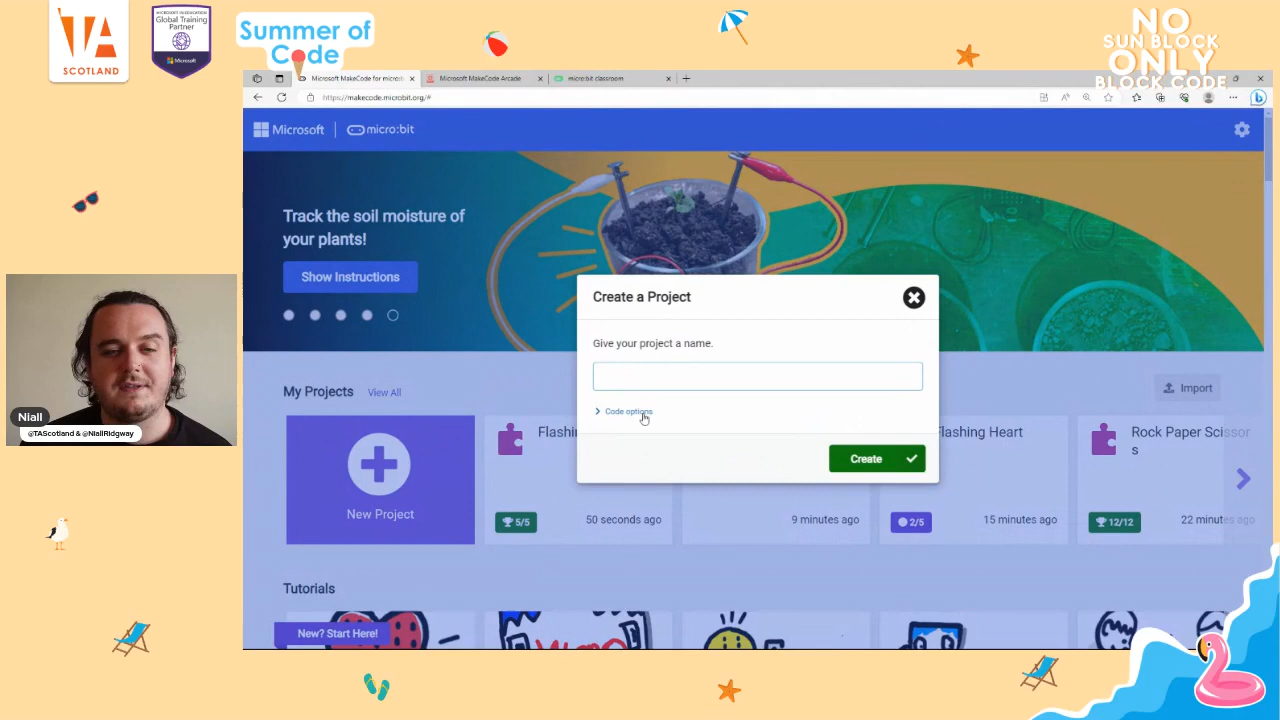 TA
SCOTLAND
MICROSOFT IN EDUCATION
Global Training
Partner
Microsoft
Summer of
Code
NO
SUN BLOCK
ONLY
BLOCK CODE
Microsoft MakeCode for micro:
Microsoft MakeCode Arcade
micro:bit classroom
https://makecode.microbit.org/#
Microsoft
micro:bit
Track the soil moisture of
your plants!
Show Instructions
Create a Project
Give your project a name.
Code options
Create
My Projects
View All
Import
New Project
Flashi
5/5
50 seconds ago
9 minutes ago
Flashing Heart
2/5
15 minutes ago
Rock Paper Scissor
s
12/12
22 minutes ago
Tutorials
New? Start Here!
Niall
@TAScotland & @NiallRidgway